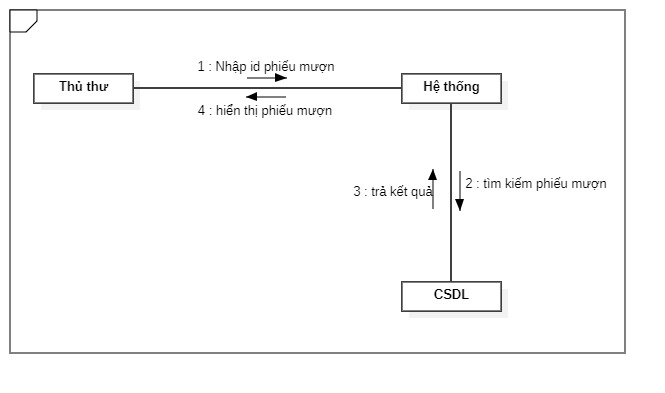 1 : Nhập id phiếu mượn
Thủ thư
Hệ thống
4 : hiển thị phiếu mượn
3 : trả kết quả
2 : tìm kiếm phiếu mượn
CSDL